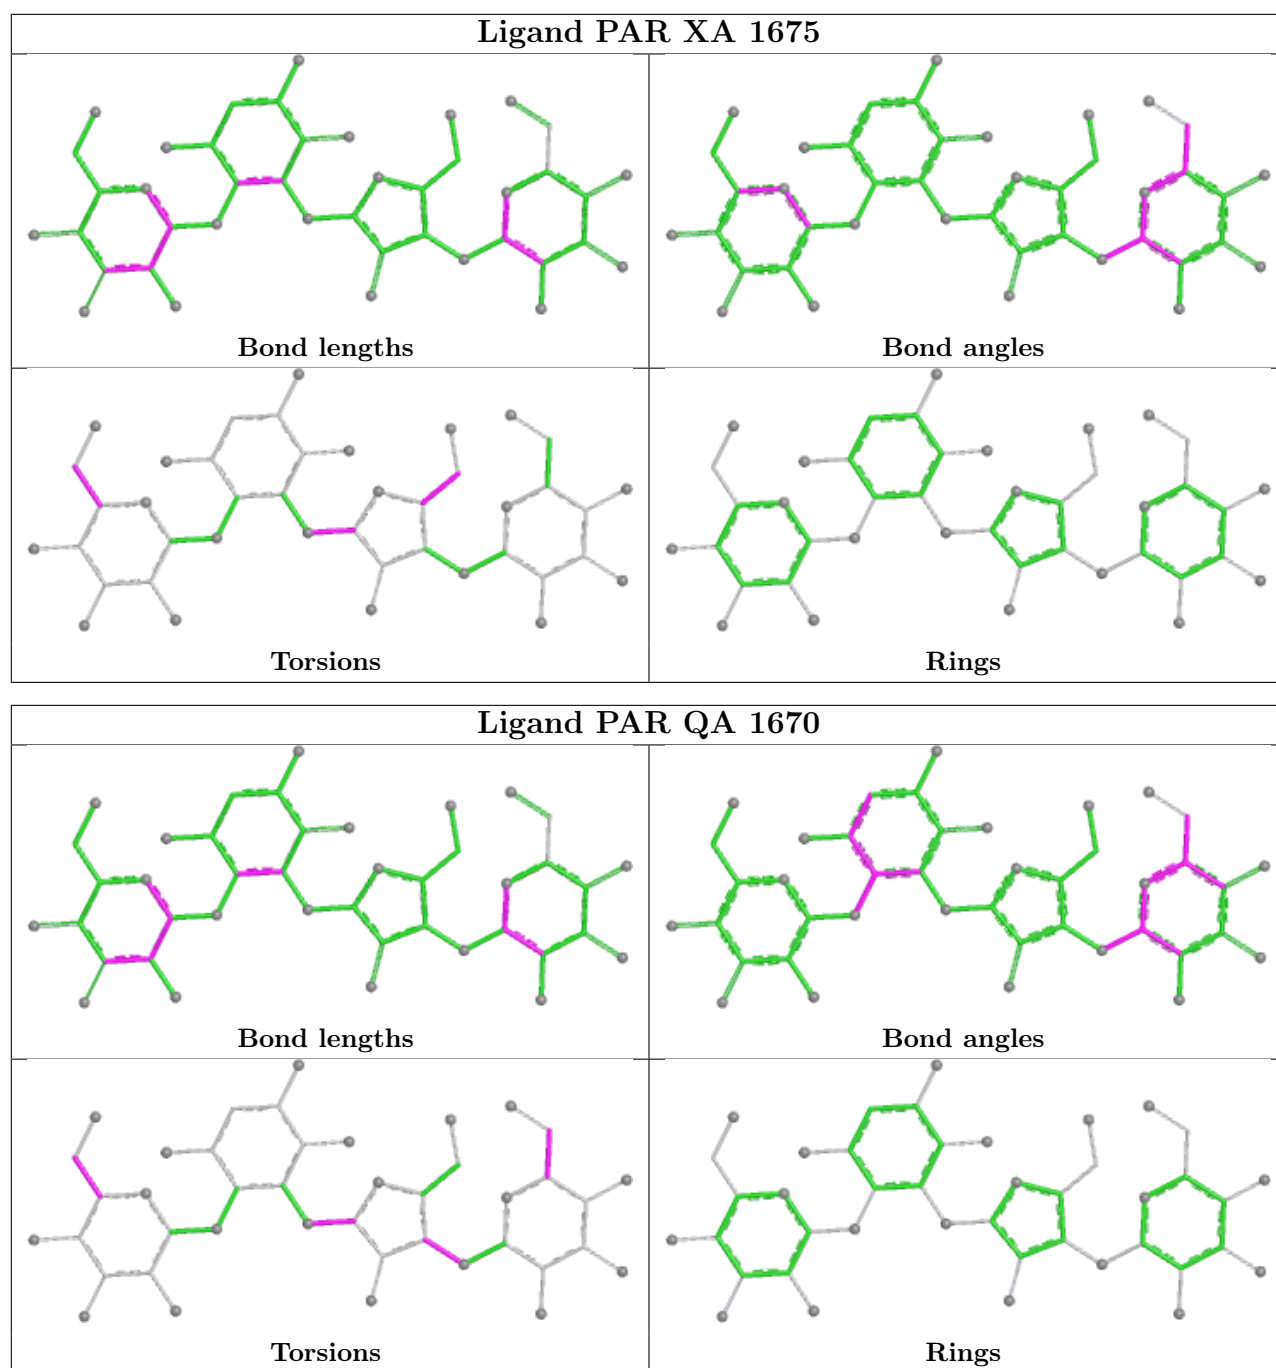 Ligand PAR XA 1675
Bond lengths
Bond angles
Torsions
Rings
Ligand PAR QA 1670
Bond lengths
Bond angles
Torsions
Rings